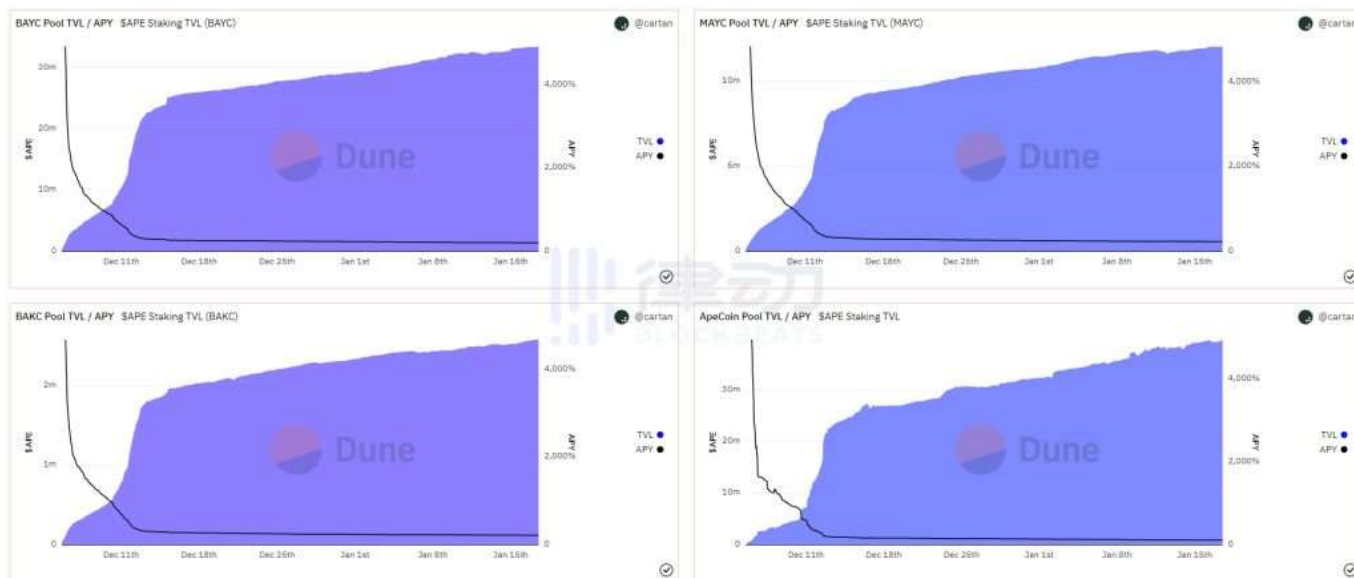 BAYC Pool TVL / APY $APE Staking TVL (BAYC)
@cartan
30m
20m
10m
0
$APE
4,000%
2,000%
0
APY
TVL
APY
Dune
Dec 11th Dec 18th Dec 25th Jan 1st Jan 8th Jan 15th
MAYC Pool TVL / APY $APE Staking TVL (MAYC)
@cartan
10m
5m
0
$APE
4,000%
2,000%
0
APY
TVL
APY
Dune
Dec 11th Dec 18th Dec 25th Jan 1st Jan 8th Jan 15th
律动
BLOCKBEATS
BAKC Pool TVL / APY $APE Staking TVL (BAKC)
@cartan
2m
1m
0
$APE
4,000%
2,000%
0
APY
TVL
APY
Dune
Dec 11th Dec 18th Dec 25th Jan 1st Jan 8th Jan 15th
ApeCoin Pool TVL / APY $APE Staking TVL
@cartan
30m
20m
10m
0
$APE
4,000%
2,000%
0
APY
TVL
APY
Dune
Dec 11th Dec 18th Dec 25th Jan 1st Jan 8th Jan 15th